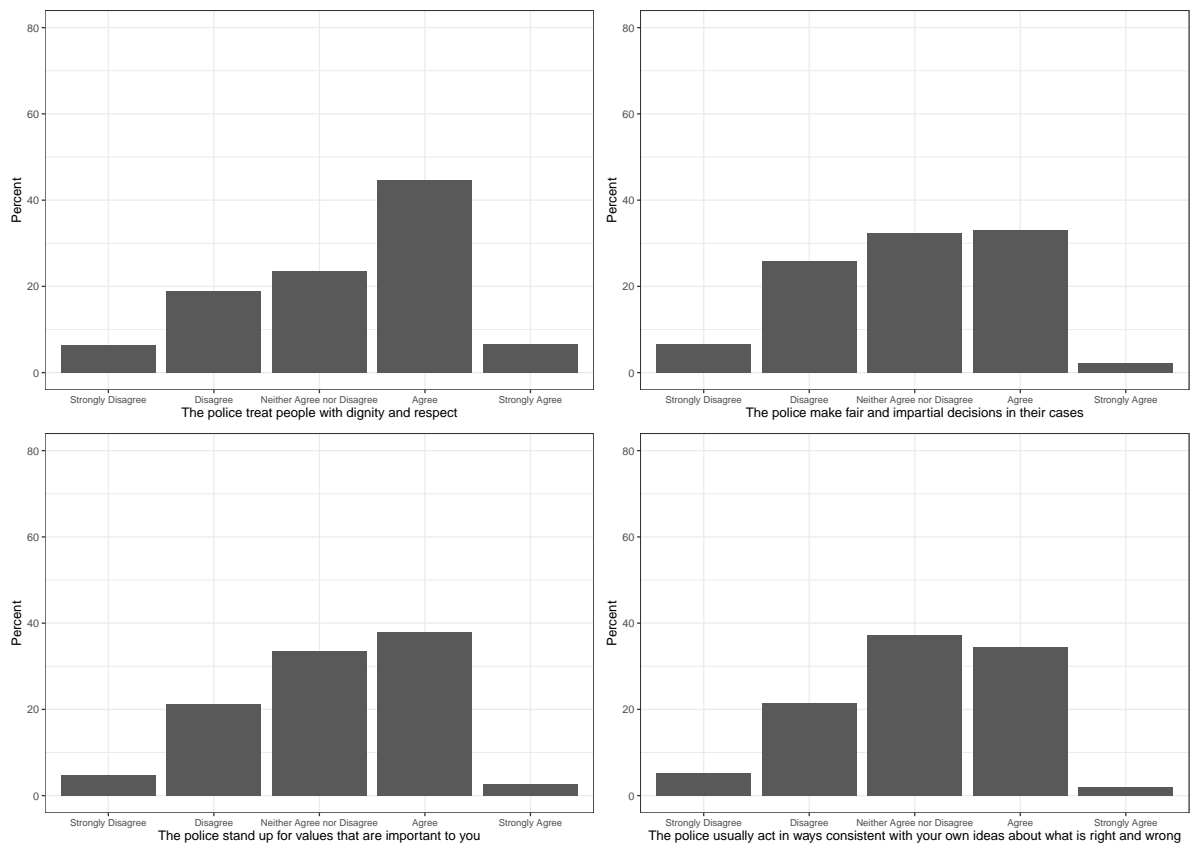 80
60
40
20
0
Percent
Strongly Disagree Disagree Neither Agree nor Disagree Agree Strongly Agree
The police treat people with dignity and respect
80
60
40
20
0
Percent
Strongly Disagree Disagree Neither Agree nor Disagree Agree Strongly Agree
The police make fair and impartial decisions in their cases
80
60
40
20
0
Percent
Strongly Disagree Disagree Neither Agree nor Disagree Agree Strongly Agree
The police stand up for values that are important to you
80
60
40
20
0
Percent
Strongly Disagree Disagree Neither Agree nor Disagree Agree Strongly Agree
The police usually act in ways consistent with your own ideas about what is right and wrong